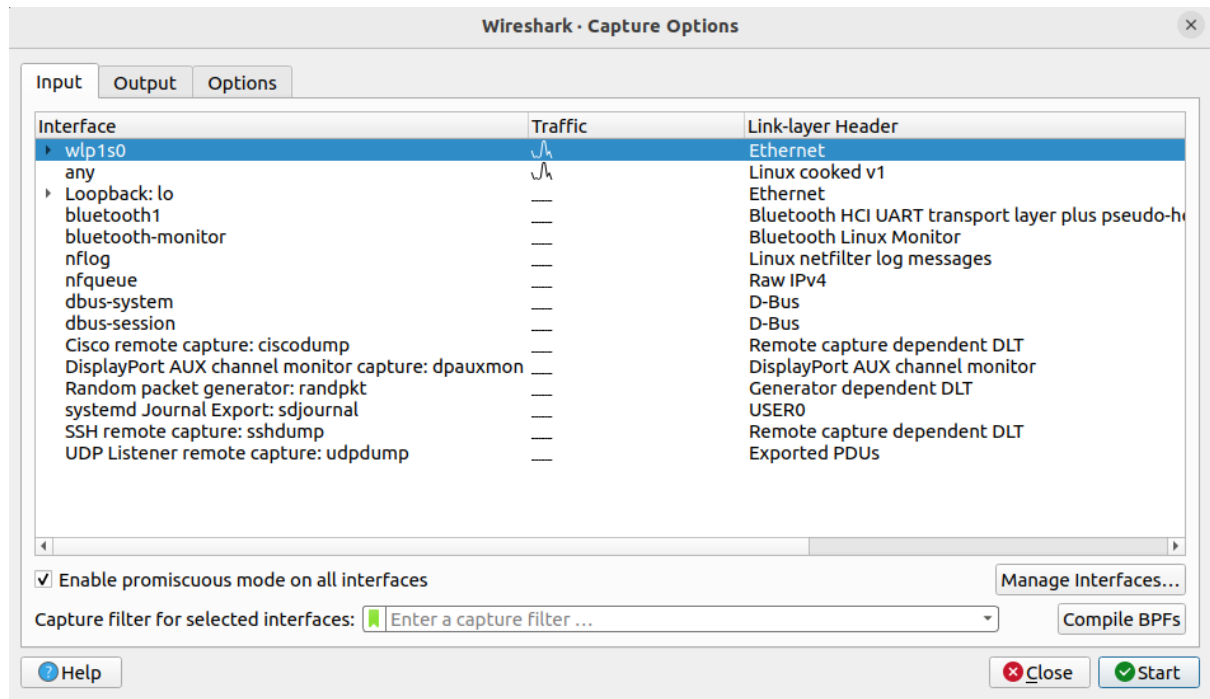 Wireshark · Capture Options
Input Output Options
Interface Traffic Link-layer Header
wlp1s0 Ethernet
any Linux cooked v1
Loopback: lo Ethernet
bluetooth1 Bluetooth HCI UART transport layer plus pseudo-h
bluetooth-monitor Bluetooth Linux Monitor
nflog Linux netfilter log messages
nfqueue Raw IPv4
dbus-system D-Bus
dbus-session D-Bus
Cisco remote capture: ciscodump Remote capture dependent DLT
DisplayPort AUX channel monitor capture: dpauxmon DisplayPort AUX channel monitor
Random packet generator: randpkt Generator dependent DLT
systemd Journal Export: sdjournal USER0
SSH remote capture: sshdump Remote capture dependent DLT
UDP Listener remote capture: udpdump Exported PDUs
Enable promiscuous mode on all interfaces Manage Interfaces…
Capture filter for selected interfaces: Enter a capture filter … Compile BPFs
Help Close Start